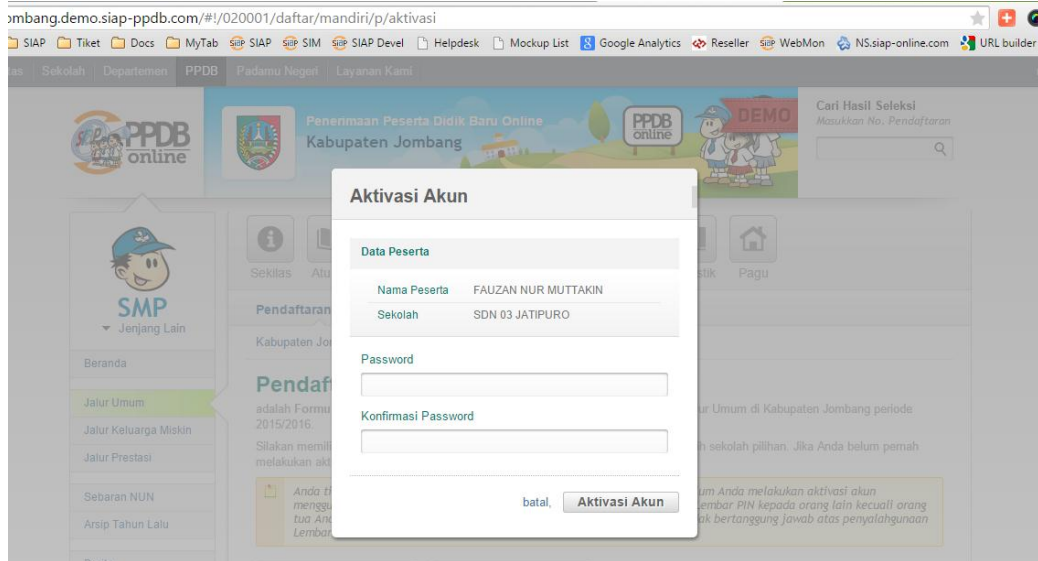 ombang.demo.siap-ppdb.com/#!/020001/daftar/mandiri/p/aktivasi
SIAP Tiket Docs MyTab SIAP SIM SIAP Devel Helpdesk Mockup List Google Analytics Reseller WebMon NS.siap-online.com URL builder
tas Sekolah Departemen PPDB Padamu Negeri Layanan Kami
PPDB
online
Penerimaan Peserta Didik Baru Online
Kabupaten Jombang
PPDB
online
DEMO
Cari Hasil Seleksi
Masukkan No. Pendaftaran
SMP
Jenjang Lain
Beranda
Jalur Umum
Jalur Keluarga Miskin
Jalur Prestasi
Sebaran NUN
Arsip Tahun Lalu
Sekilas Atu stik Pagu
Pendaftaran
Kabupaten Jo
Pendaf
adalah Formu ur Umum di Kabupaten Jombang periode
2015/2016.
Silakan memili h sekolah pilihan. Jika Anda belum pernah
melakukan akt
Anda ti um Anda melakukan aktivasi akun
menggu embar PIN kepada orang lain kecuali orang
tua An ak bertanggung jawab atas penyalahgunaan
Lembar
Aktivasi Akun
Data Peserta
Nama Peserta FAUZAN NUR MUTTAKIN
Sekolah SDN 03 JATIPURO
Password
Konfirmasi Password
batal, Aktivasi Akun